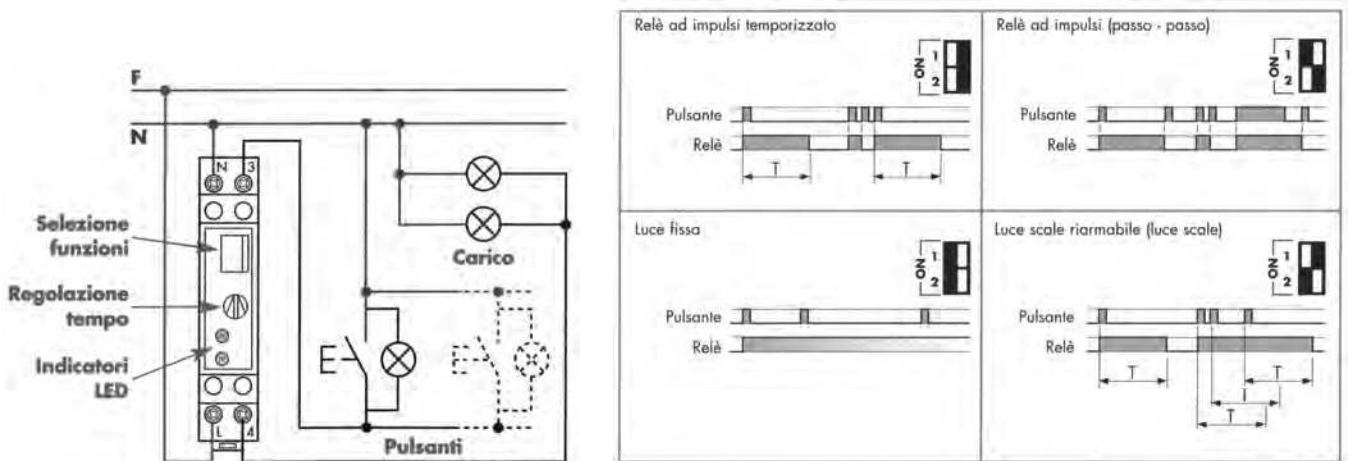 F
N
N 3
Selezione
funzioni
Regolazione
tempo
Indicatori
LED
L 4
Carico
Pulsanti
Relè ad impulsi temporizzato
ON 1
2
Pulsante
Relè
T T
Relè ad impulsi (passo - passo)
ON 1
2
Pulsante
Relè
Luce fissa
ON 1
2
Pulsante
Relè
Luce scale riarmabile (luce scale)
ON 1
2
Pulsante
Relè
T T
T
T